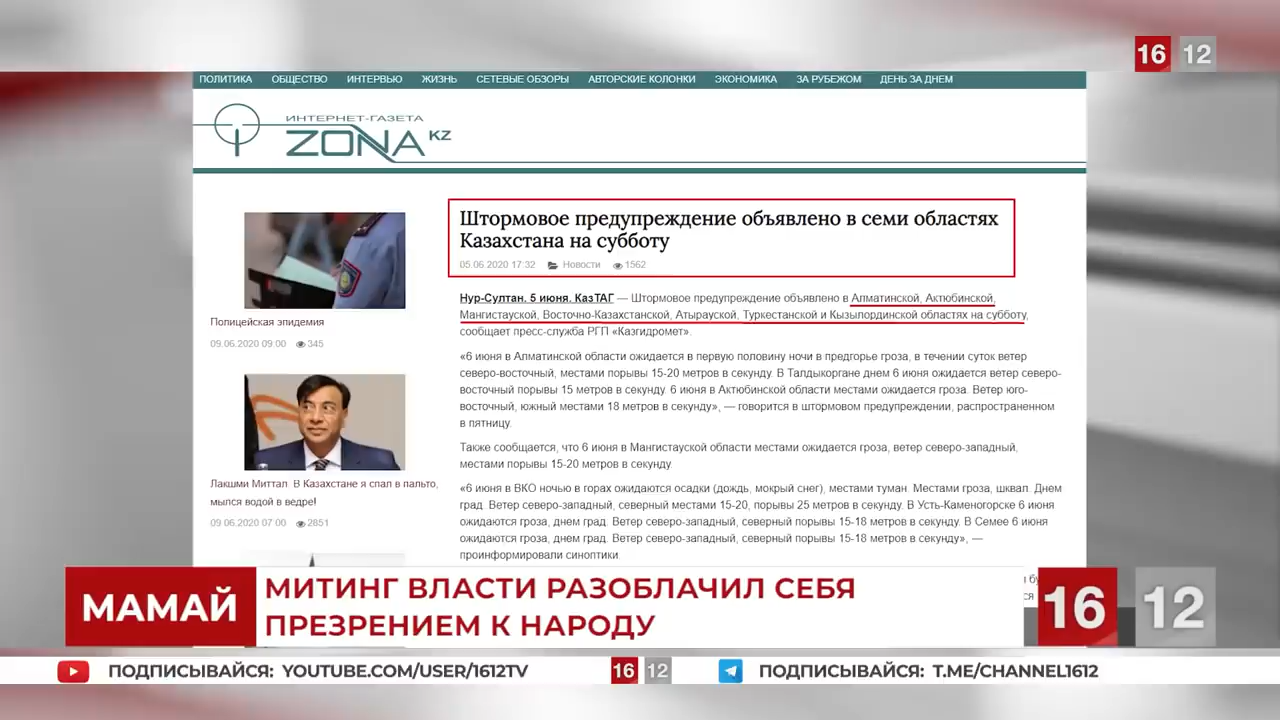 16 12
ПОЛИТИКА ОБЩЕСТВО ИНТЕРВЬЮ ЖИЗНЬ СЕТЕВЫЕ ОБЗОРЫ АВТОРСКИЕ КОЛОНКИ ЭКОНОМИКА ЗА РУБЕЖОМ ДЕНЬ ЗА ДНЕМ
ИНТЕРНЕТ-ГАЗЕТА
ZONA KZ
Полицейская эпидемия
09.06.2020 09:00 345
Лакшми Миттал. В Казахстане я спал в пальто,
мылся водой в ведре!
09.06.2020 07:00 2851
Штормовое предупреждение объявлено в семи областях
Казахстана на субботу
05.06.2020 17:32 Новости 1562
Нур-Султан. 5 июня. КазТАГ — Штормовое предупреждение объявлено в Алматинской, Актюбинской,
Мангистауской, Восточно-Казахстанской, Атырауской, Туркестанской и Кызылординской областях на субботу,
сообщает пресс-служба РГП «Казгидромет».
«6 июня в Алматинской области ожидается в первую половину ночи в предгорье гроза, в течении суток ветер
северо-восточный, местами порывы 15-20 метров в секунду. В Талдыкоргане днем 6 июня ожидается ветер северо-
восточный порывы 15 метров в секунду. 6 июня в Актюбинской области местами ожидается гроза. Ветер юго-
восточный, южный местами 18 метров в секунду», — говорится в штормовом предупреждении, распространенном
в пятницу.
Также сообщается, что 6 июня в Мангистауской области местами ожидается гроза, ветер северо-западный,
местами порывы 15-20 метров в секунду.
«6 июня в ВКО ночью в горах ожидаются осадки (дождь, мокрый снег), местами туман. Местами гроза, шквал. Днем
град. Ветер северо-западный, северный местами 15-20, порывы 25 метров в секунду. В Усть-Каменогорске 6 июня
ожидаются гроза, днем град. Ветер северо-западный, северный порывы 15-18 метров в секунду. В Семее 6 июня
ожидаются гроза, днем град. Ветер северо-западный, северный порывы 15-18 метров в секунду», —
проинформировали синоптики
МАМАЙ
МИТИНГ ВЛАСТИ РАЗОБЛАЧИЛ СЕБЯ
ПРЕЗРЕНИЕМ К НАРОДУ
16 12
ПОДПИСЫВАЙСЯ: YOUTUBE.COM/USER/1612TV 16 12 ПОДПИСЫВАЙСЯ: T.ME/CHANNEL1612